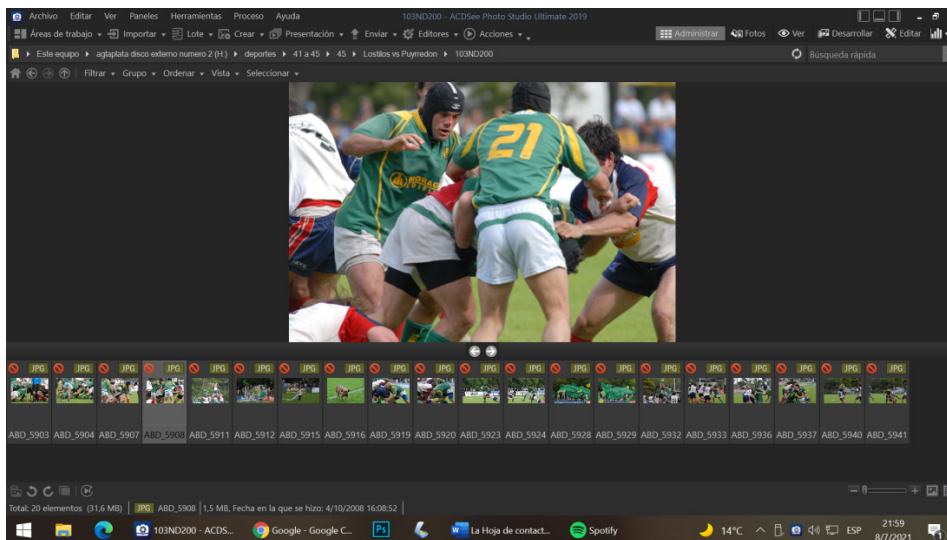 Archivo Editar Ver Paneles Herramientas Proceso Ayuda 103ND200 - ACDSee Photo Studio Ultimate 2019
Áreas de trabajo Importar Lote Crear Presentación Enviar Editores Acciones Administrar Fotos Ver Desarrollar Editar
Este equipo aglaplata disco externo numero 2 (H:) deportes 41 a 45 45 Lostilos vs Puyrredon 103ND200 Búsqueda rápida
Filtrar Grupo Ordenar Vista Seleccionar
21
JPG JPG JPG JPG JPG JPG JPG JPG JPG JPG JPG JPG JPG JPG JPG JPG JPG JPG JPG JPG
ABD_5903 ABD_5904 ABD_5907 ABD_5908 ABD_5911 ABD_5912 ABD_5915 ABD_5916 ABD_5919 ABD_5920 ABD_5923 ABD_5924 ABD_5928 ABD_5929 ABD_5932 ABD_5933 ABD_5936 ABD_5937 ABD_5940 ABD_5941
Total: 20 elementos (31,6 MB) JPG ABD_5908 1,5 MB, Fecha en la que se hizo: 4/10/2008 16:08:52
103ND200 - ACDS... Google - Google C... Ps La Hoja de contact... Spotify 14°C ESP 21:59
8/7/2021